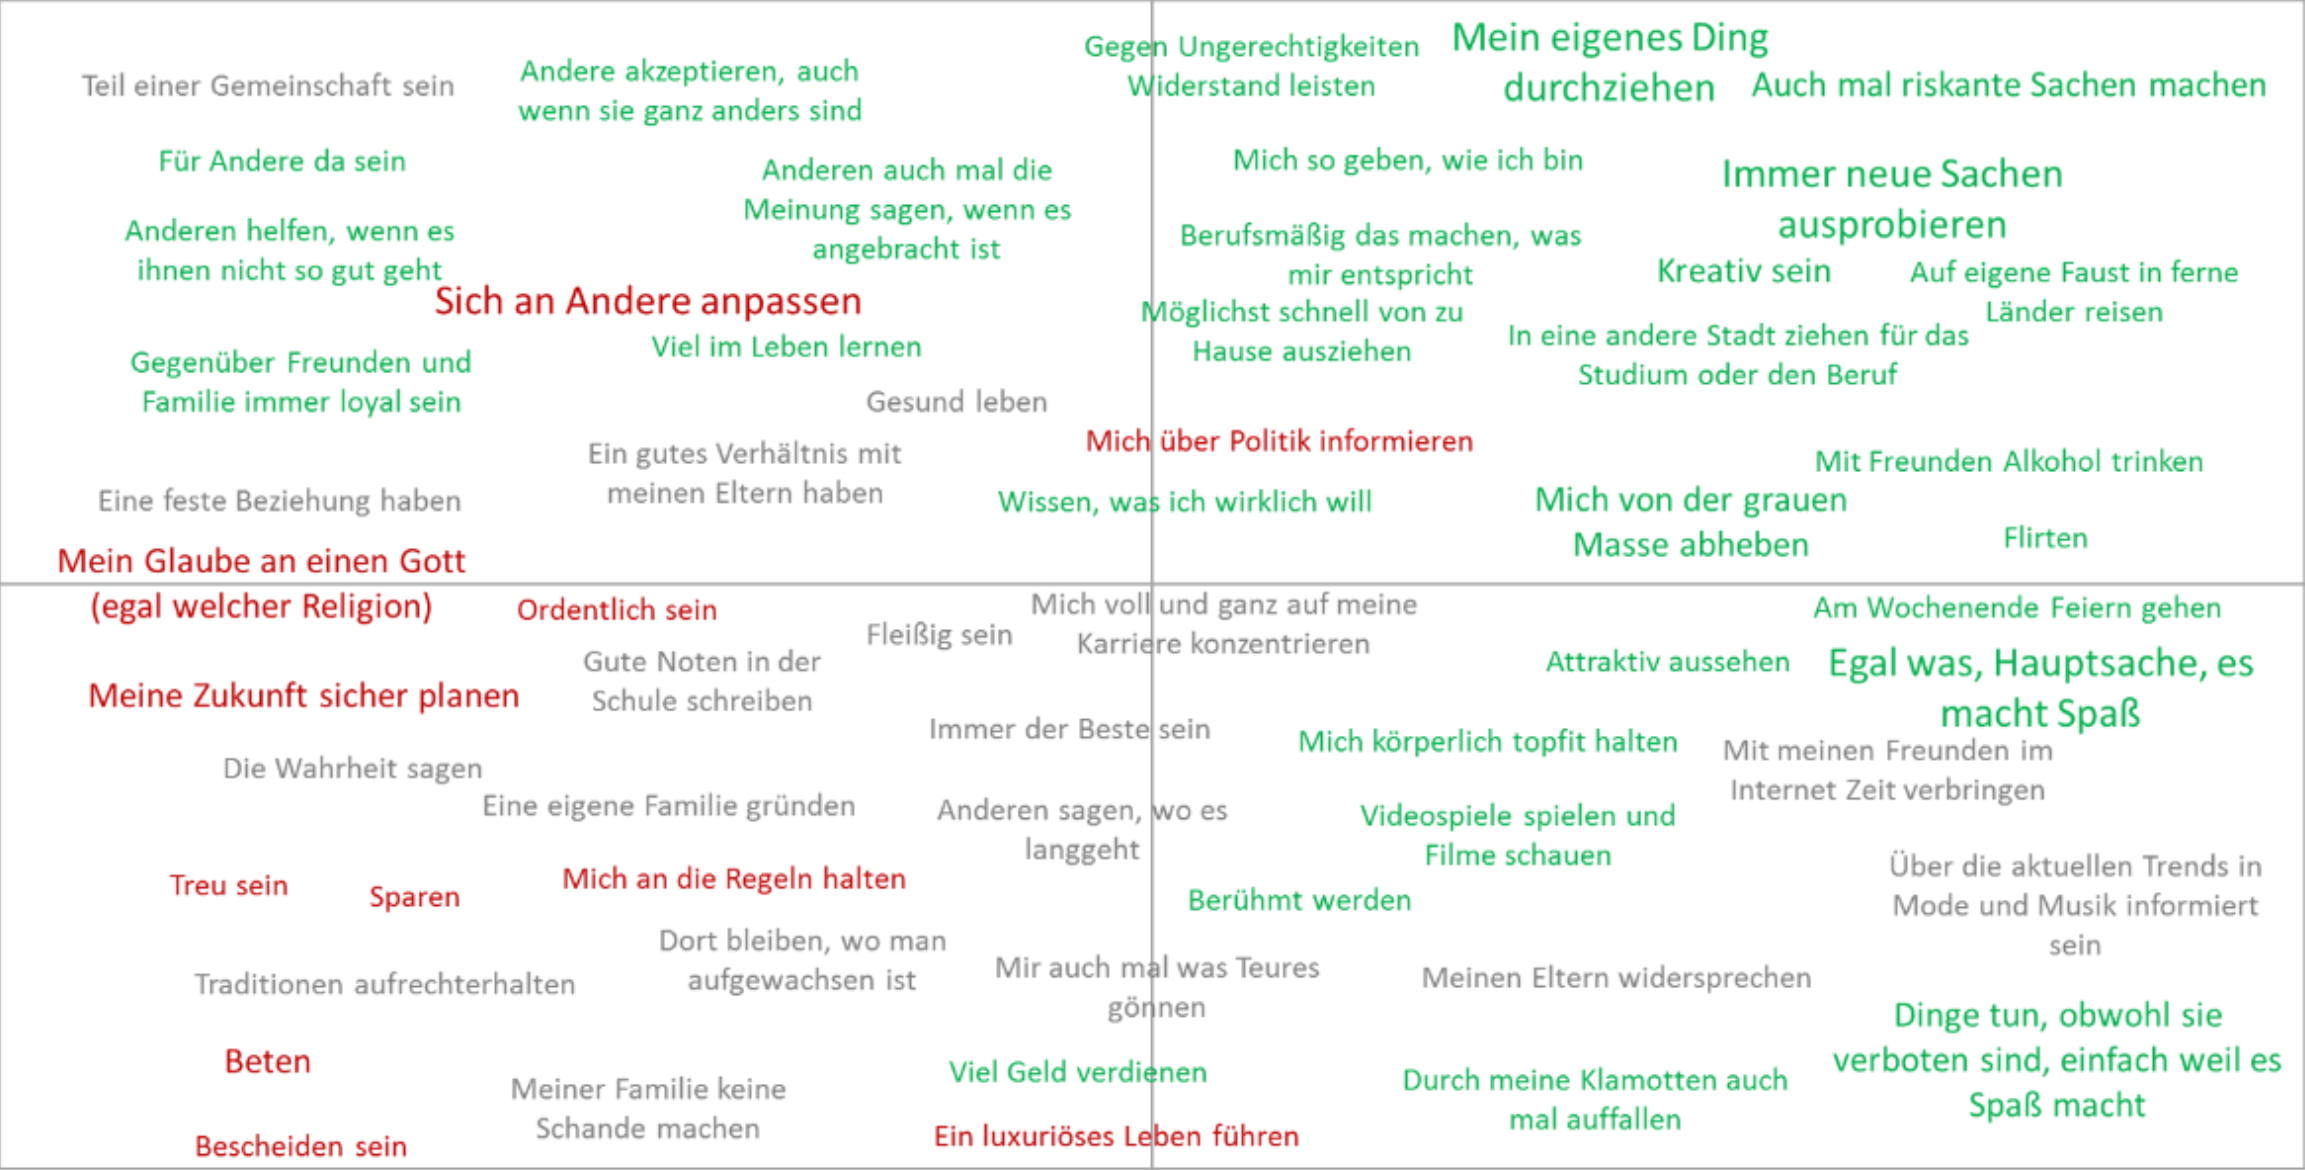 Teil einer Gemeinschaft sein
Andere akzeptieren, auch
wenn sie ganz anders sind
Für Andere da sein
Anderen auch mal die
Meinung sagen, wenn es
angebracht ist
Anderen helfen, wenn es
ihnen nicht so gut geht
Sich an Andere anpassen
Viel im Leben lernen
Gegenüber Freunden und
Familie immer loyal sein
Gesund leben
Ein gutes Verhältnis mit
meinen Eltern haben
Eine feste Beziehung haben
Gegen Ungerechtigkeiten
Widerstand leisten
Mein eigenes Ding
durchziehen
Auch mal riskante Sachen machen
Mich so geben, wie ich bin
Immer neue Sachen
ausprobieren
Berufsmäßig das machen, was
mir entspricht
Kreativ sein
Auf eigene Faust in ferne
Länder reisen
Möglichst schnell von zu
Hause ausziehen
In eine andere Stadt ziehen für das
Studium oder den Beruf
Mich über Politik informieren
Mit Freunden Alkohol trinken
Wissen, was ich wirklich will
Mich von der grauen
Masse abheben
Flirten
Mein Glaube an einen Gott
(egal welcher Religion)
Ordentlich sein
Fleißig sein
Mich voll und ganz auf meine
Karriere konzentrieren
Gute Noten in der
Schule schreiben
Meine Zukunft sicher planen
Immer der Beste sein
Die Wahrheit sagen
Eine eigene Familie gründen
Anderen sagen, wo es
langgeht
Treu sein
Sparen
Mich an die Regeln halten
Dort bleiben, wo man
aufgewachsen ist
Traditionen aufrechterhalten
Mir auch mal was Teures
gönnen
Beten
Meiner Familie keine
Schande machen
Viel Geld verdienen
Bescheiden sein
Ein luxuriöses Leben führen
Am Wochenende Feiern gehen
Attraktiv aussehen
Egal was, Hauptsache, es
macht Spaß
Mich körperlich topfit halten
Mit meinen Freunden im
Internet Zeit verbringen
Videospiele spielen und
Filme schauen
Berühmt werden
Über die aktuellen Trends in
Mode und Musik informiert
sein
Meinen Eltern widersprechen
Dinge tun, obwohl sie
verboten sind, einfach weil es
Spaß macht
Durch meine Klamotten auch
mal auffallen